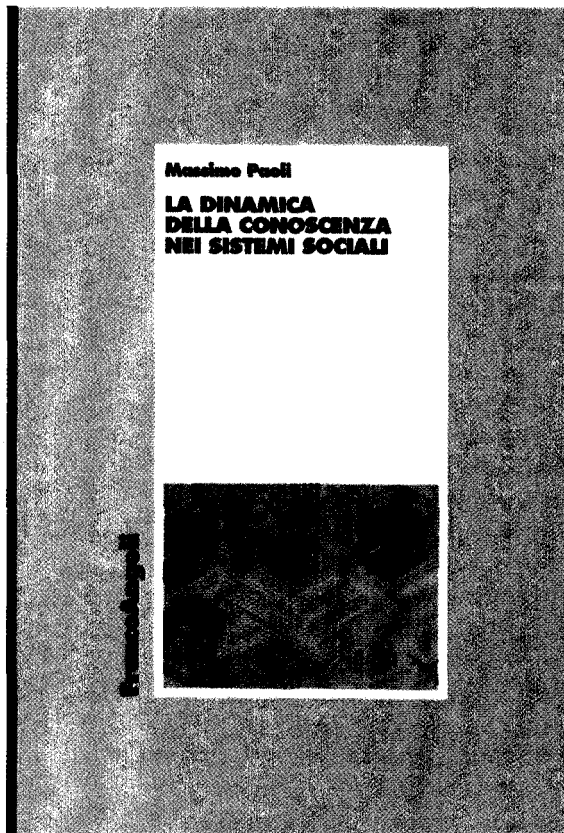 Massimo Paoli
LA DINAMICA
DELLA CONOSCENZA
NEI SISTEMI SOCIALI
FrancoAngeli